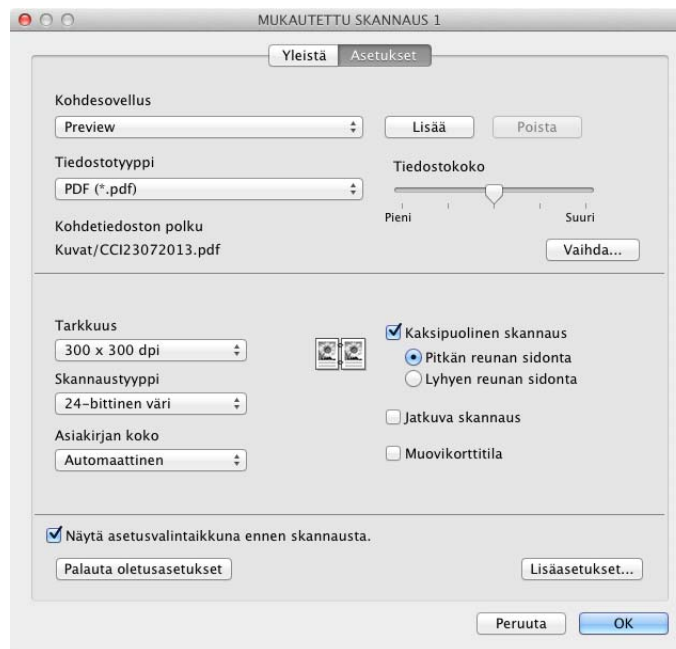 MUKAUTETTU SKANNAUS 1
Yleistä Asetukset
Kohdesovellus
Preview Lisää Poista
Tiedostotyyppi Tiedostokoko
PDF (*.pdf)
Pieni Suuri
Kohdetiedoston polku
Kuvat/CCI23072013.pdf Vaihda...
Tarkkuus
300 x 300 dpi
Skannaustyyppi
24-bittinen väri
Asiakirjan koko
Automaattinen
Kaksipuolinen skannaus
Pitkän reunan sidonta
Lyhyen reunan sidonta
Jatkuva skannaus
Muovikorttitila
Näytä asetusvalintaikkuna ennen skannausta.
Palauta oletusasetukset Lisäasetukset...
Peruuta OK